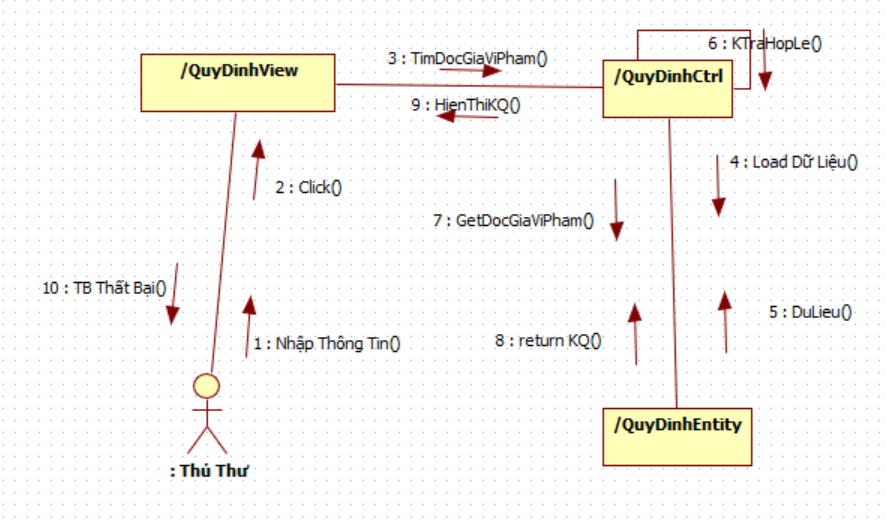 /QuyDinhView
3 : TimDocGiaViPham()
6 : KTraHopLe()
/QuyDinhCtrl
9 : HienThiKQ()
2 : Click()
4 : Load Dữ Liệu()
7 : GetDocGiaViPham()
10 : TB Thất Bại()
1 : Nhập Thông Tin()
5 : DuLieu()
8 : return KQ()
/QuyDinhEntity
: Thủ Thư